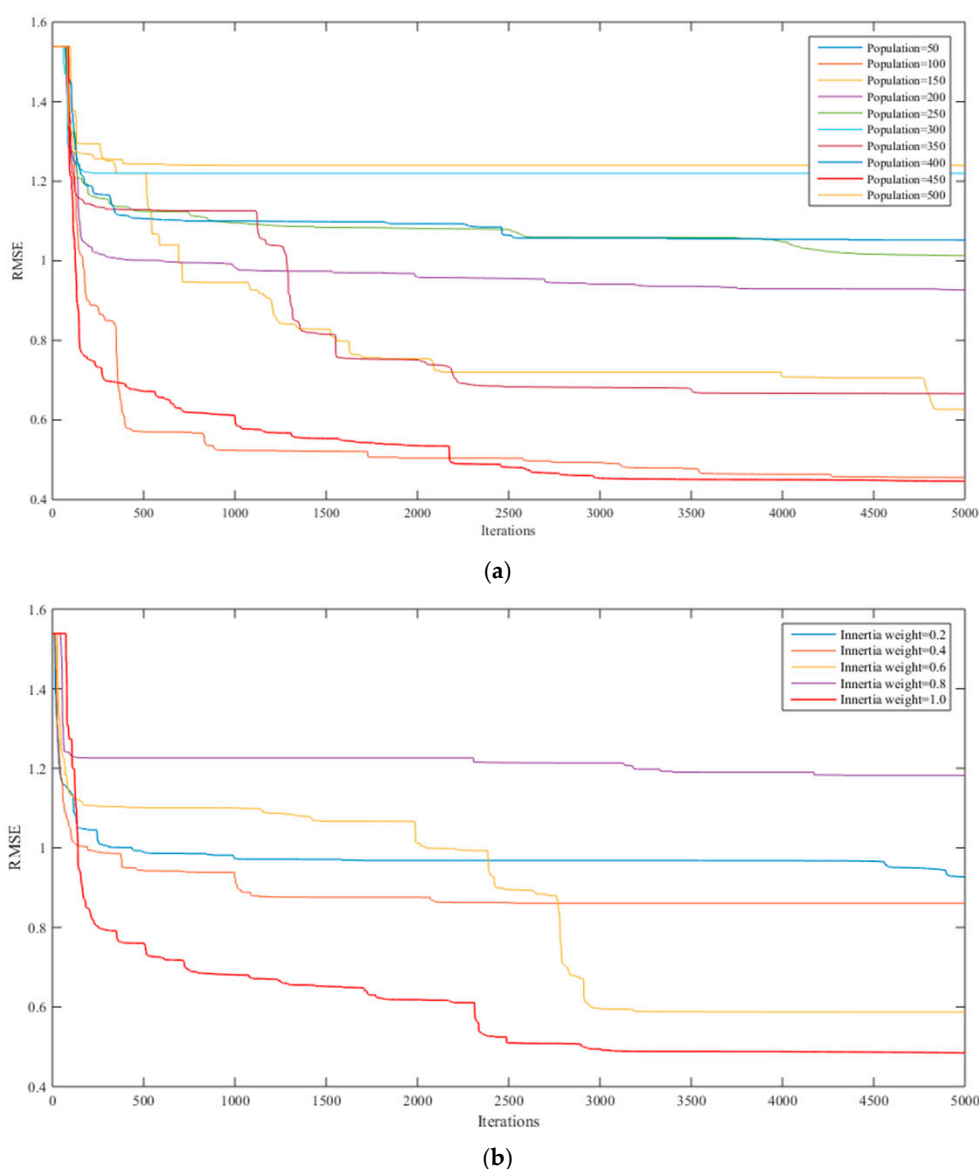 1.6
1.4
1.2
1
0.8
0.6
0.4
RMSE
Population=50
Population=100
Population=150
Population=200
Population=250
Population=300
Population=350
Population=400
Population=450
Population=500
0 500 1000 1500 2000 2500 3000 3500 4000 4500 5000
Iterations
(a)
1.6
1.4
1.2
1
0.8
0.6
0.4
RMSE
Innertia weight=0.2
Innertia weight=0.4
Innertia weight=0.6
Innertia weight=0.8
Innertia weight=1.0
0 500 1000 1500 2000 2500 3000 3500 4000 4500 5000
Iterations
(b)